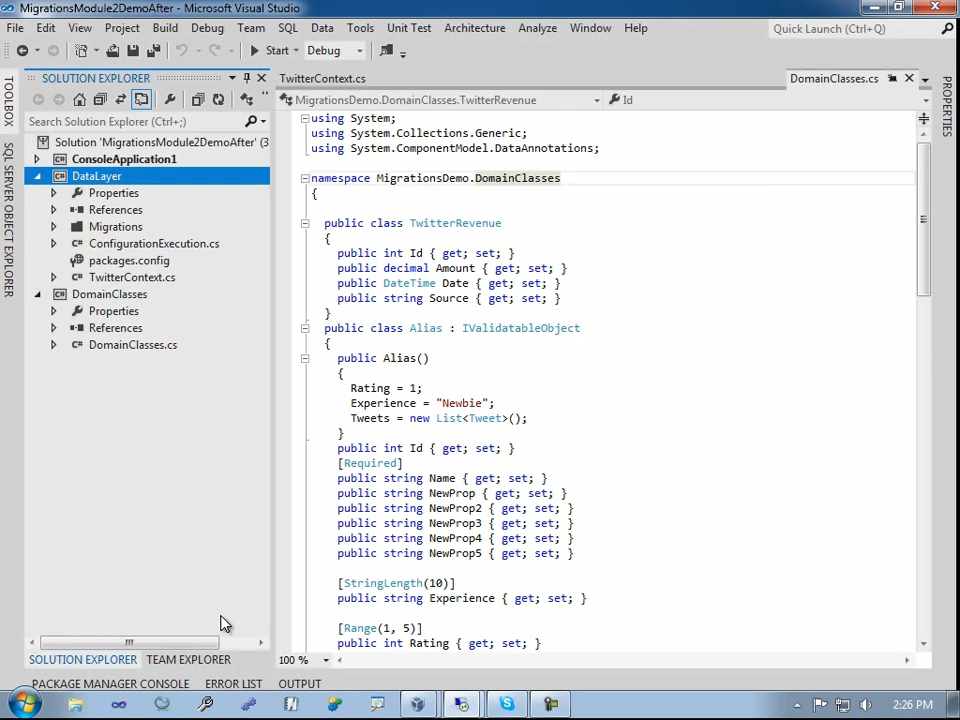 MigrationsModule2DemoAfter - Microsoft Visual Studio
File Edit View Project Build Debug Team SQL Data Tools Unit Test Architecture Analyze Window Help
Quick Launch (Ctrl+Q)
Start Debug
TOOLBOX
SQL SERVER OBJECT EXPLORER
SOLUTION EXPLORER
Search Solution Explorer (Ctrl+;)
Solution 'MigrationsModule2DemoAfter' (3
ConsoleApplication1
DataLayer
Properties
References
Migrations
ConfigurationExecution.cs
packages.config
TwitterContext.cs
DomainClasses
Properties
References
DomainClasses.cs
SOLUTION EXPLORER TEAM EXPLORER
TwitterContext.cs
DomainClasses.cs
MigrationsDemo.DomainClasses.TwitterRevenue
Id
using System;
using System.Collections.Generic;
using System.ComponentModel.DataAnnotations;
namespace MigrationsDemo.DomainClasses
{
public class TwitterRevenue
{
public int Id { get; set; }
public decimal Amount { get; set; }
public DateTime Date { get; set; }
public string Source { get; set; }
}
public class Alias : IValidatableObject
{
public Alias()
{
Rating = 1;
Experience = "Newbie";
Tweets = new List<Tweet>();
}
public int Id { get; set; }
[Required]
public string Name { get; set; }
public string NewProp { get; set; }
public string NewProp2 { get; set; }
public string NewProp3 { get; set; }
public string NewProp4 { get; set; }
public string NewProp5 { get; set; }
[StringLength(10)]
public string Experience { get; set; }
[Range(1, 5)]
public int Rating { get; set; }
100 %
PROPERTIES
PACKAGE MANAGER CONSOLE ERROR LIST OUTPUT
2:26 PM